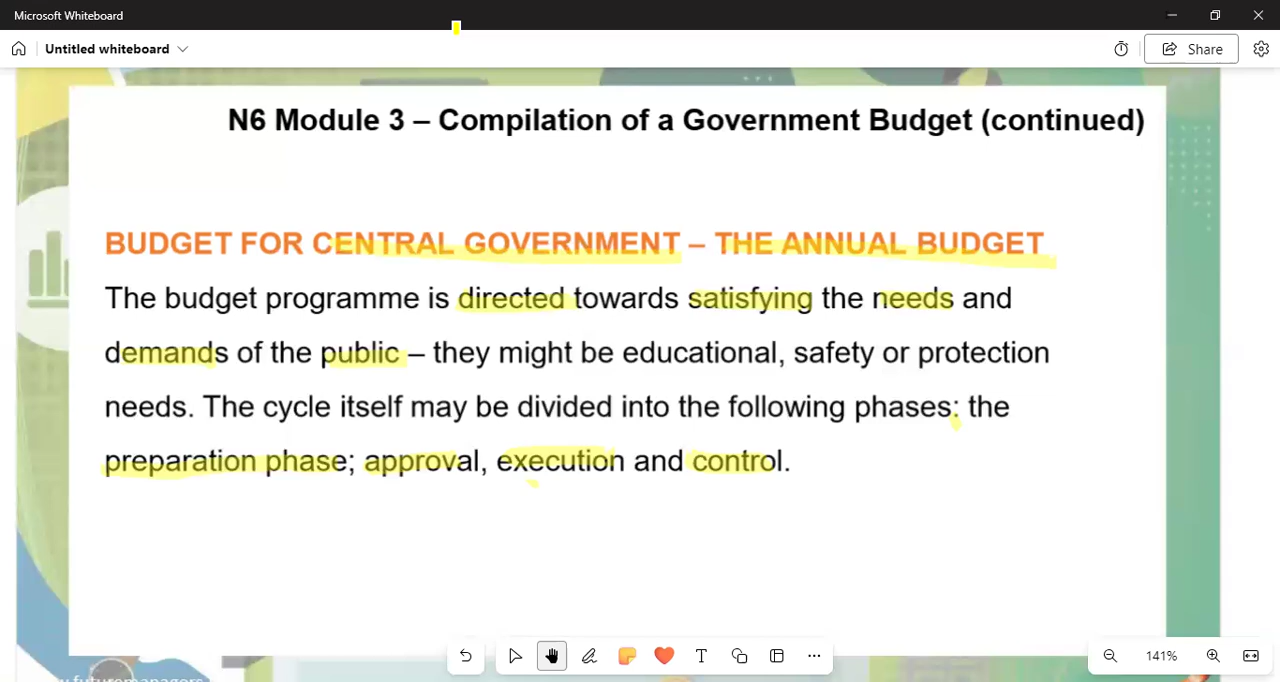 Microsoft Whiteboard
Untitled whiteboard
Share
N6 Module 3 – Compilation of a Government Budget (continued)
BUDGET FOR CENTRAL GOVERNMENT – THE ANNUAL BUDGET
The budget programme is directed towards satisfying the needs and
demands of the public – they might be educational, safety or protection
needs. The cycle itself may be divided into the following phases: the
preparation phase; approval, execution and control.
141%